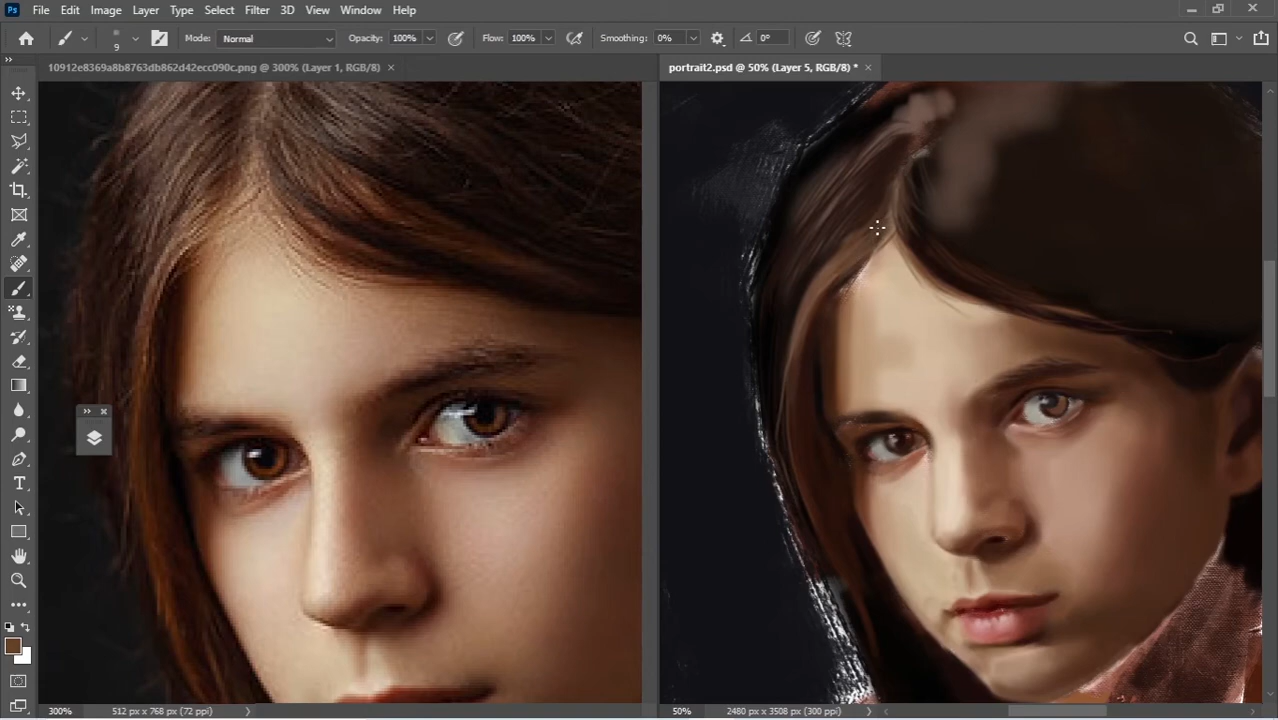 Ps File Edit Image Layer Type Select Filter 3D View Window Help
9 Mode: Normal Opacity: 100% Flow: 100% Smoothing: 0% 0°
10912e8369a8b8763db862d42ecc090c.png @ 300% (Layer 1, RGB/8) × portrait2.psd @ 50% (Layer 5, RGB/8) * ×
300% 512 px x 768 px (72 ppi) 50% 2480 px x 3508 px (300 ppi)